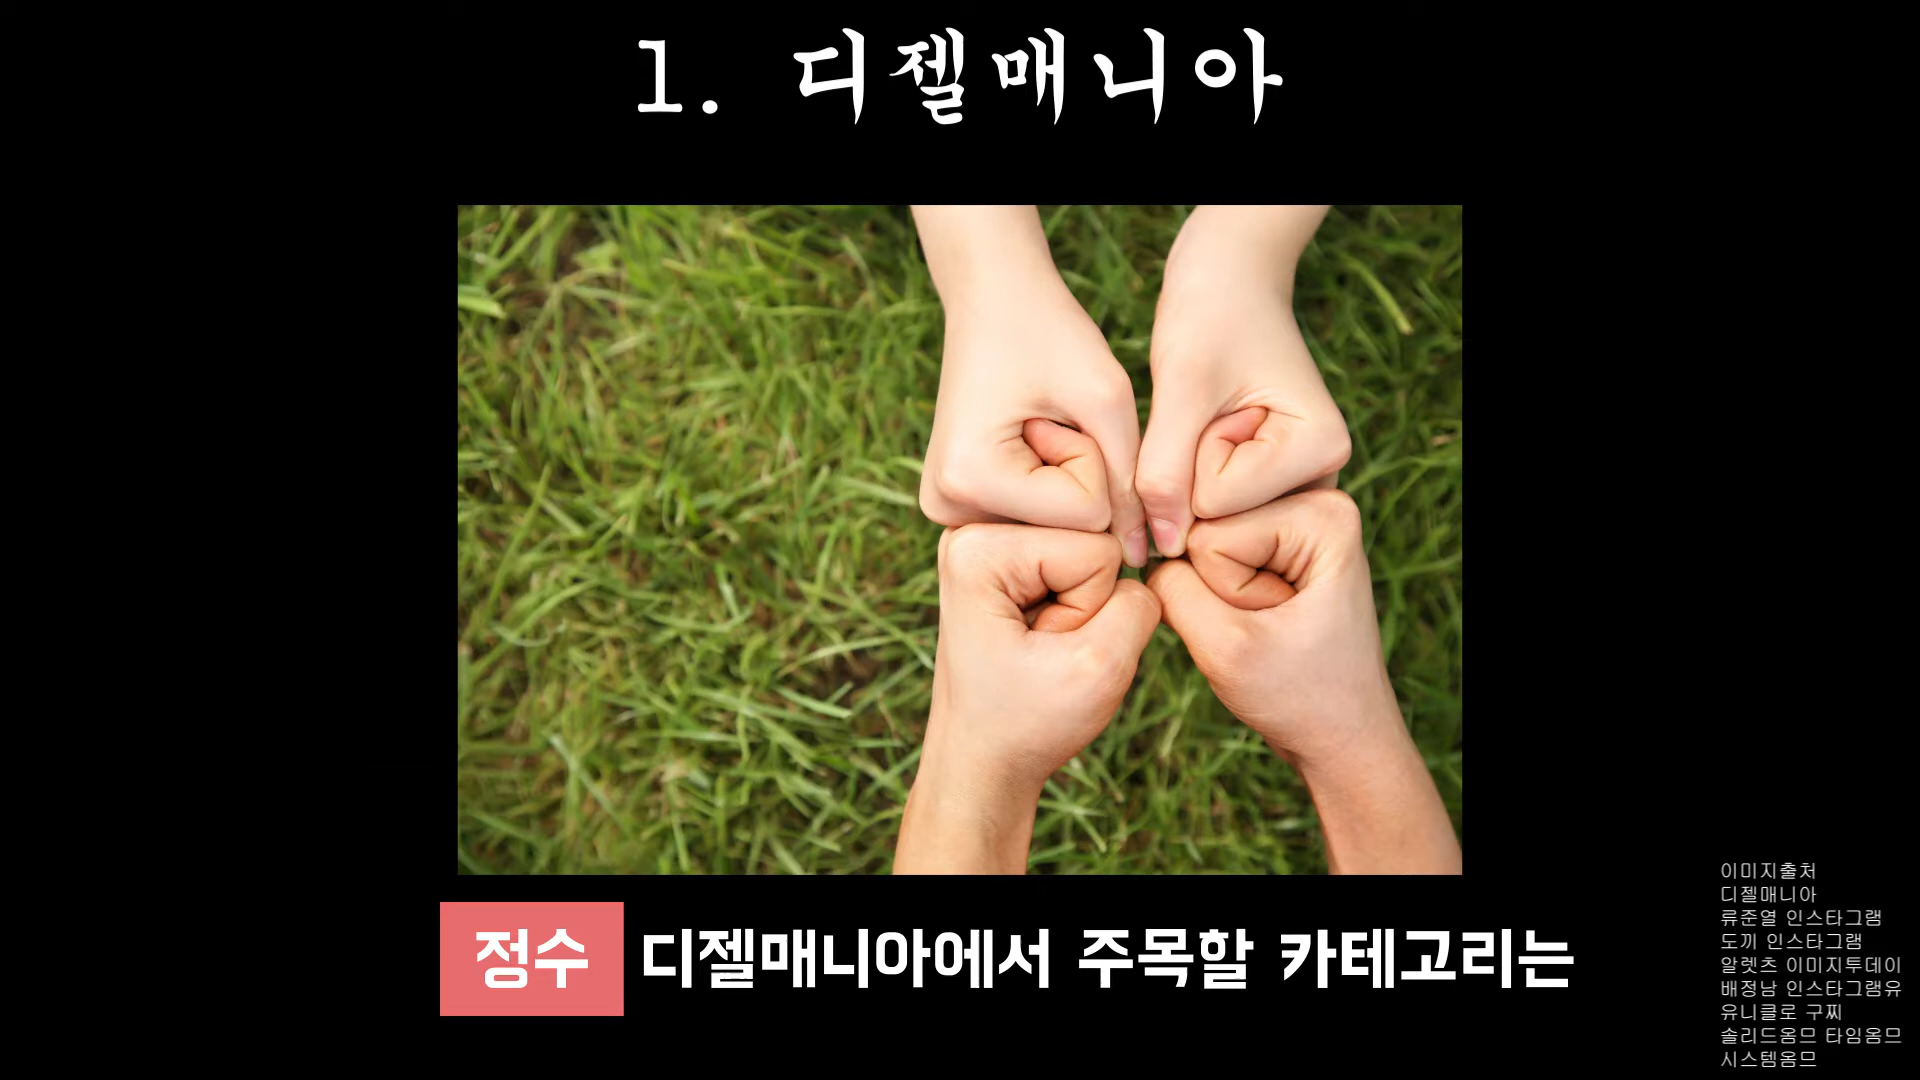 1. 디젤매니아
정수 디젤매니아에서 주목할 카테고리는
이미지출처
디젤매니아
류준열 인스타그램
도끼 인스타그램
알렛츠 이미지투데이
배정남 인스타그램유
유니클로 구찌
솔리드옴므 타임옴므
시스템옴므